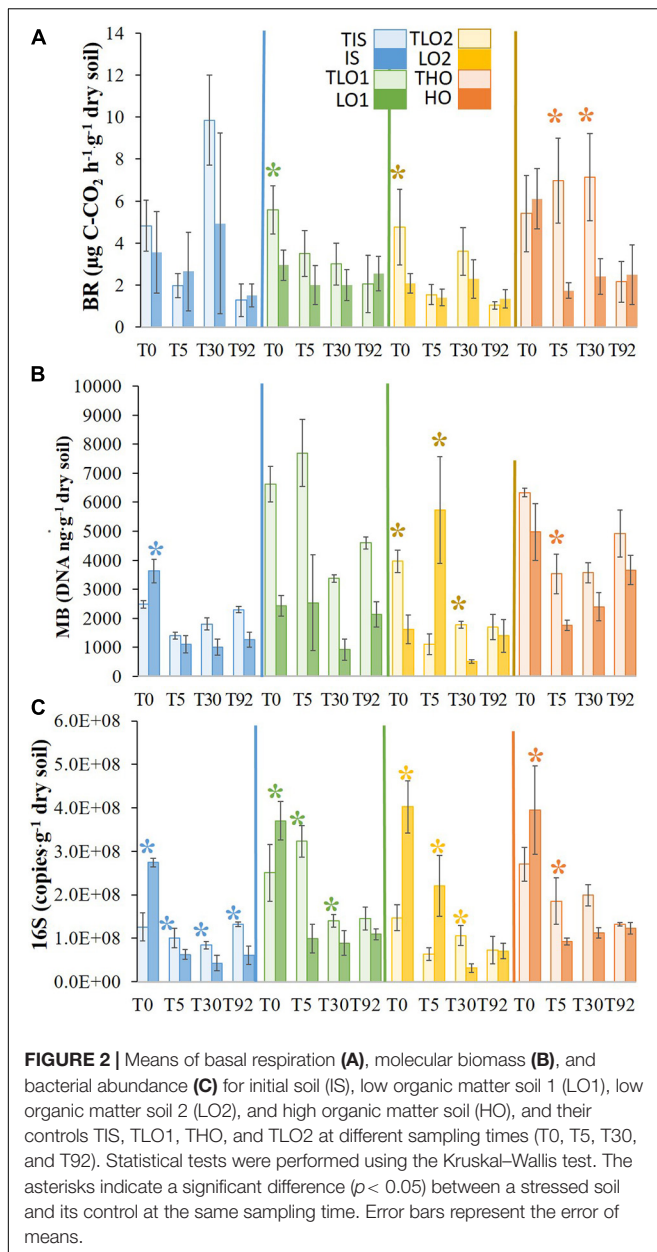 A
14
12
10
8
6
4
2
0
BR (µg C-CO2 h-1·g-1 dry soil)
TIS
IS
TLO1
LO1
TLO2
LO2
THO
HO
*
*
* *
T0 T5 T30 T92 T0 T5 T30 T92 T0 T5 T30 T92 T0 T5 T30 T92
B
10000
9000
8000
7000
6000
5000
4000
3000
2000
1000
0
MB (DNA ng·g-1 dry soil)
*
* * *
*
T0 T5 T30 T92 T0 T5 T30 T92 T0 T5 T30 T92 T0 T5 T30 T92
C
6.0E+08
5.0E+08
4.0E+08
3.0E+08
2.0E+08
1.0E+08
0.0E+00
16S (copies·g-1 dry soil)
* * * *
* * *
* * *
* *
T0 T5 T30 T92 T0 T5 T30 T92 T0 T5 T30 T92 T0 T5 T30 T92
FIGURE 2 | Means of basal respiration (A), molecular biomass (B), and
bacterial abundance (C) for initial soil (IS), low organic matter soil 1 (LO1), low
organic matter soil 2 (LO2), and high organic matter soil (HO), and their
controls TIS, TLO1, THO, and TLO2 at different sampling times (T0, T5, T30,
and T92). Statistical tests were performed using the Kruskal–Wallis test. The
asterisks indicate a significant difference (p< 0.05) between a stressed soil
and its control at the same sampling time. Error bars represent the error of
means.